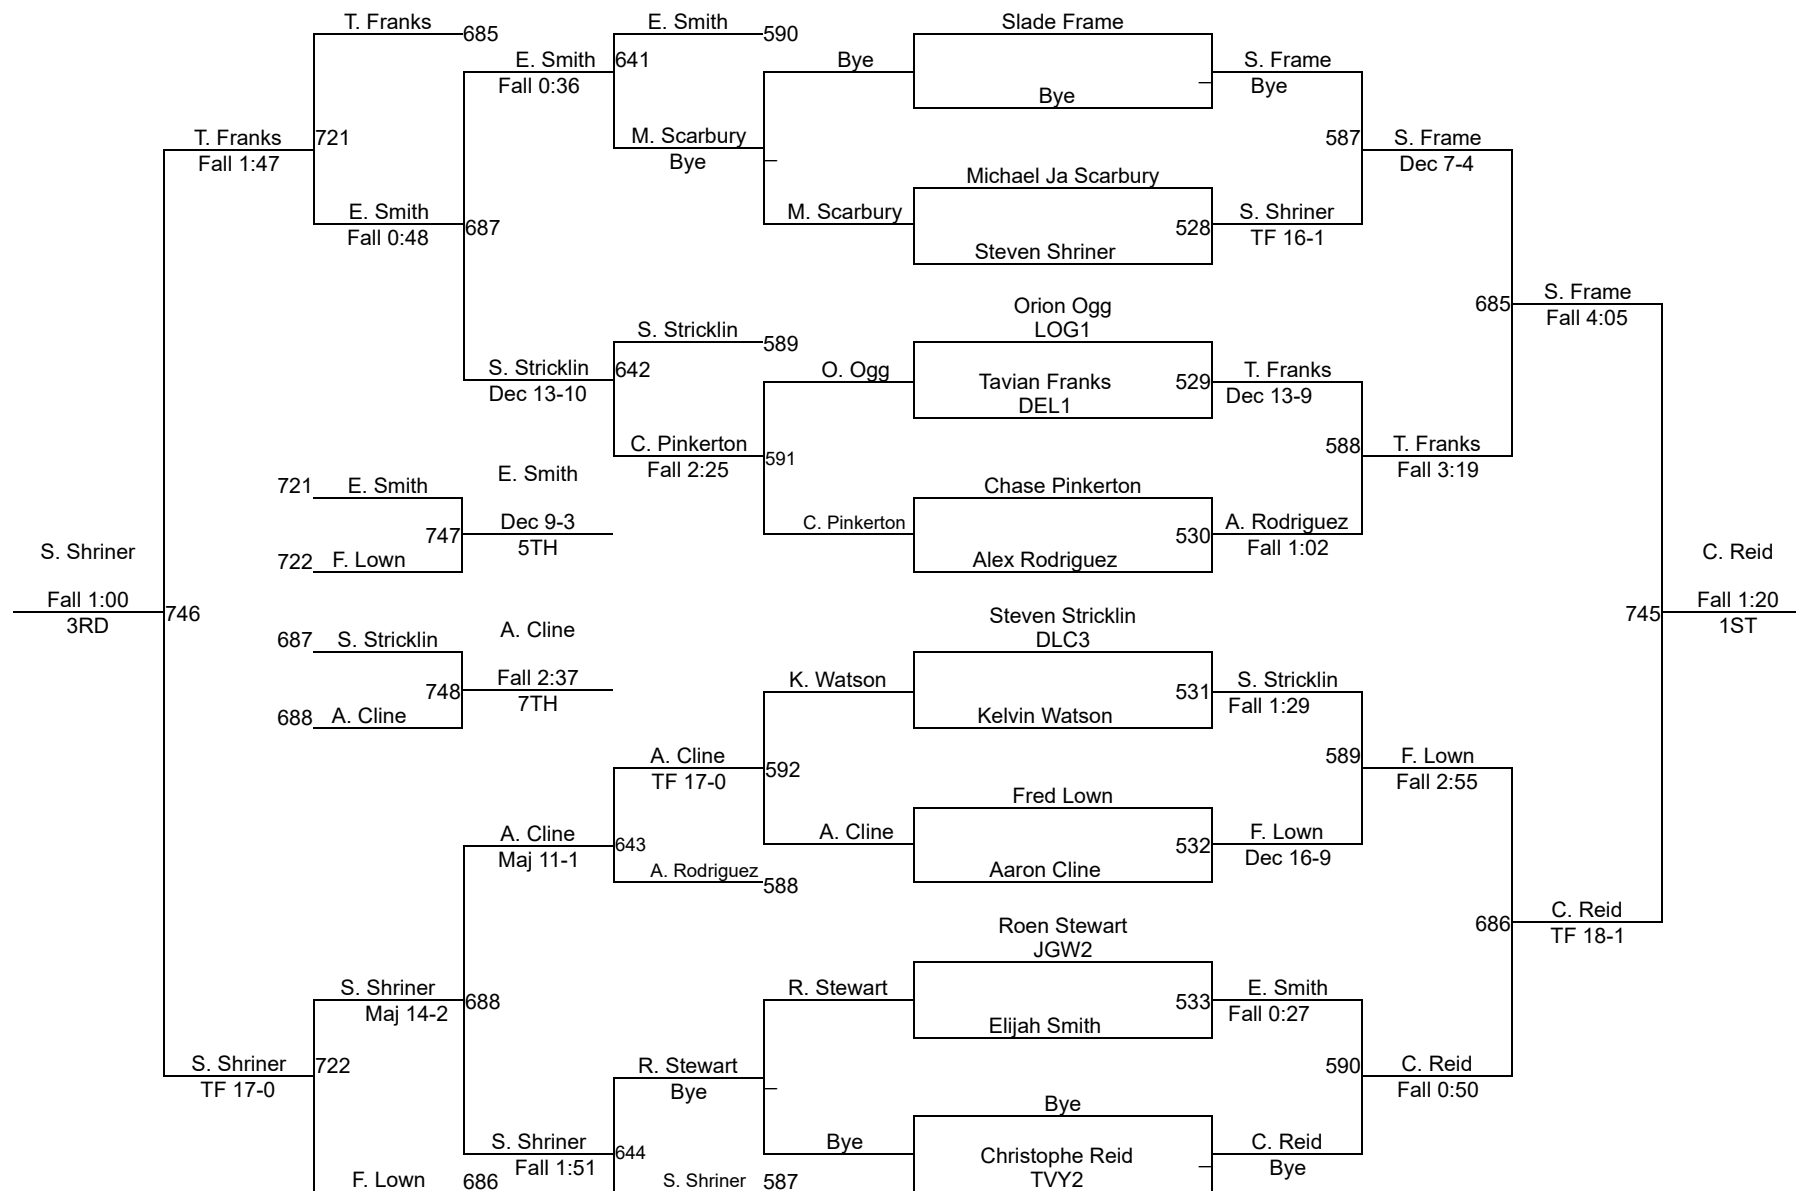 T. Franks
685
E. Smith
590
Slade Frame
E. Smith
641
Bye
S. Frame
Fall 0:36
Bye
Bye
T. Franks
721
M. Scarbury
587
S. Frame
Fall 1:47
Bye
Dec 7-4
Michael Ja Scarbury
E. Smith
687
M. Scarbury
528
S. Shriner
Fall 0:48
TF 16-1
Steven Shriner
Orion Ogg
LOG1
685
S. Frame
Fall 4:05
S. Stricklin
589
S. Stricklin
642
O. Ogg
Tavian Franks
529
T. Franks
Dec 13-10
DEL1
Dec 13-9
C. Pinkerton
591
588
T. Franks
Fall 2:25
Fall 3:19
721
E. Smith
E. Smith
Chase Pinkerton
747
Dec 9-3
C. Pinkerton
530
A. Rodriguez
5TH
Fall 1:02
722
F. Lown
Alex Rodriguez
S. Shriner
C. Reid
Fall 1:00
746
745
Fall 1:20
3RD
1ST
687
S. Stricklin
A. Cline
Steven Stricklin
DLC3
748
Fall 2:37
K. Watson
531
S. Stricklin
7TH
Fall 1:29
688
A. Cline
Kelvin Watson
A. Cline
592
589
F. Lown
TF 17-0
Fall 2:55
Fred Lown
A. Cline
643
A. Cline
532
F. Lown
Maj 11-1
Dec 16-9
A. Rodriguez
588
Aaron Cline
686
C. Reid
TF 18-1
Roen Stewart
JGW2
S. Shriner
688
R. Stewart
533
E. Smith
Maj 14-2
Fall 0:27
Elijah Smith
S. Shriner
722
R. Stewart
590
C. Reid
TF 17-0
Bye
Fall 0:50
Bye
S. Shriner
644
Bye
C. Reid
Fall 1:51
Christophe Reid
Bye
F. Lown
686
S. Shriner
587
TVY2